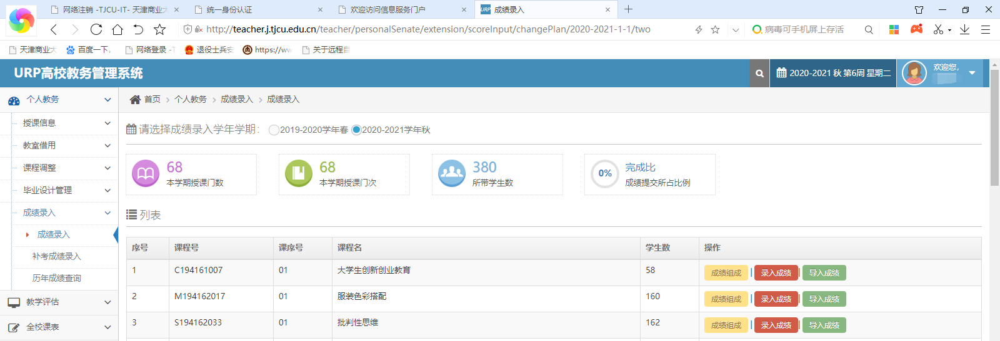 网络注销 -TJCU-IT- 天津商业大
统一身份认证
欢迎访问信息服务门户
URP 成绩录入
http://teacher.j.tjcu.edu.cn/teacher/personalSenate/extension/scoreInput/changePlan/2020-2021-1-1/two
病毒可手机屏上存活
天津商业大
百度一下,
网络登录 -T
退役士兵安
https://ww
关于远程自
URP高校教务管理系统
2020-2021 秋 第6周 星期二
欢迎您,
个人教务
首页 > 个人教务 > 成绩录入 > 成绩录入
授课信息
教室借用
课程调整
毕业设计管理
成绩录入
成绩录入
补考成绩录入
历年成绩查询
教学评估
全校课表
请选择成绩录入学年学期: 2019-2020学年春 2020-2021学年秋
68
本学期授课门数
68
本学期授课门次
380
所带学生数
0%
完成比
成绩提交所占比例
列表
序号 课程号 课序号 课程名 学生数 操作
1 C194161007 01 大学生创新创业教育 58 成绩组成 | 录入成绩 | 导入成绩
2 M194162017 01 服装色彩搭配 160 成绩组成 | 录入成绩 | 导入成绩
3 S194162033 01 批判性思维 162 成绩组成 | 录入成绩 | 导入成绩